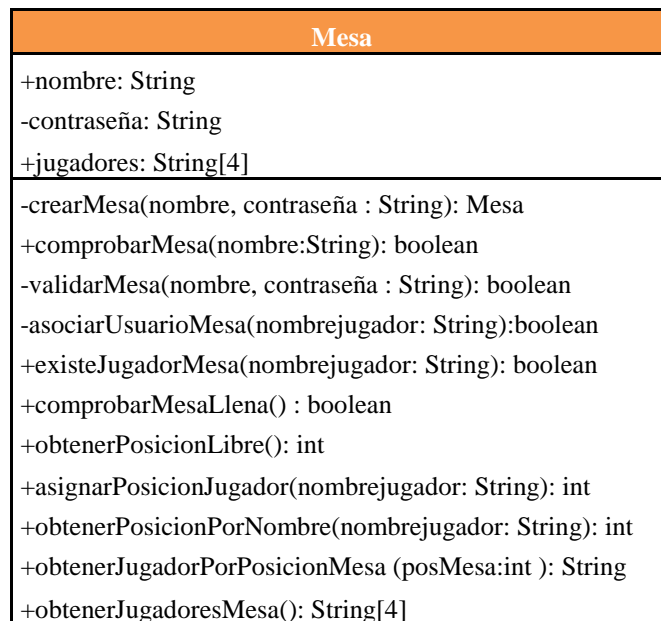 Mesa
+nombre: String
-contraseña: String
+jugadores: String[4]
-crearMesa(nombre, contraseña : String): Mesa
+comprobarMesa(nombre:String): boolean
-validarMesa(nombre, contraseña : String): boolean
-asociarUsuarioMesa(nombrejugador: String):boolean
+existeJugadorMesa(nombrejugador: String): boolean
+comprobarMesaLlena() : boolean
+obtenerPosicionLibre(): int
+asignarPosicionJugador(nombrejugador: String): int
+obtenerPosicionPorNombre(nombrejugador: String): int
+obtenerJugadorPorPosicionMesa (posMesa:int ): String
+obtenerJugadoresMesa(): String[4]